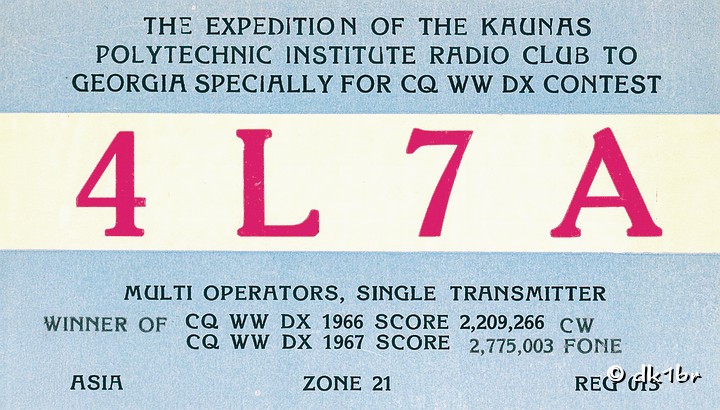 THE EXPEDITION OF THE KAUNAS
POLYTECHNIC INSTITUTE RADIO CLUB TO
GEORGIA SPECIALLY FOR CQ WW DX CONTEST
4L7A
MULTI OPERATORS, SINGLE TRANSMITTER
WINNER OF CQ WW DX 1966 SCORE 2,209,266 CW
CQ WW DX 1967 SCORE 2,775,003 FONE
ASIA ZONE 21 REG 015
© dk1br